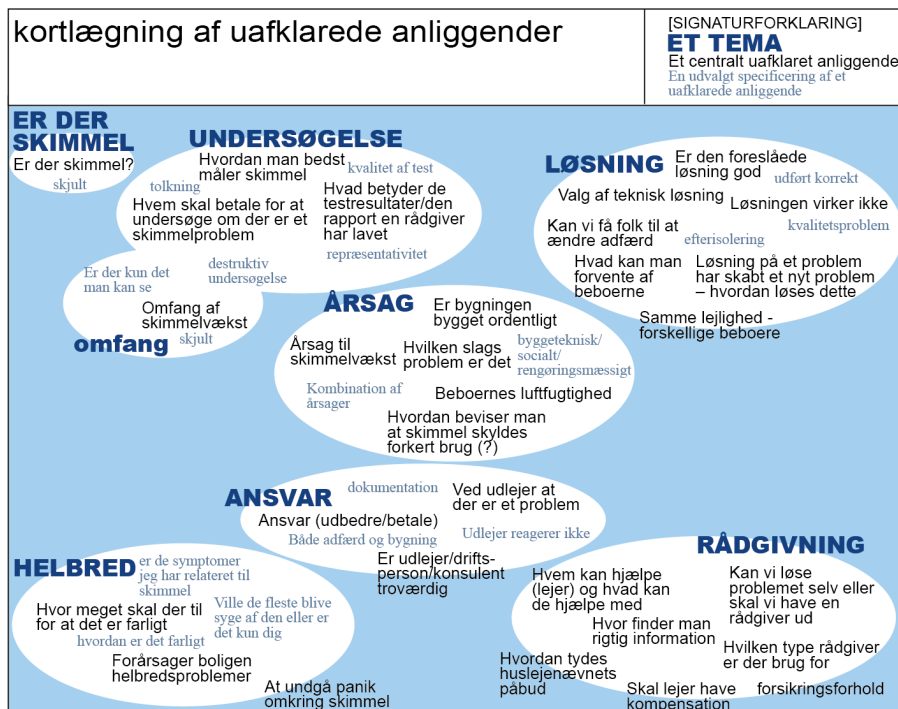 kortlægning af uafklarede anliggender
[SIGNATURFORKLARING]
ET TEMA
Et centralt uafklaret anliggende
En udvalgt specificering af et
uafklarede anliggende
ER DER
SKIMMEL
Er der skimmel?
skjult
UNDERSØGELSE
Hvordan man bedst
måler skimmel
kvalitet af test
tolkning
Hvem skal betale for at
undersøge om der er et
skimmelproblem
Hvad betyder de
testresultater/den
rapport en rådgiver
har lavet
repræsentativitet
destruktiv
undersøgelse
Er der kun det
man kan se
Omfang af
skimmelvækst
skjult
omfang
LØSNING
Er den foreslåede
løsning god
udført korrekt
Valg af teknisk løsning
Løsningen virker ikke
kvalitetsproblem
Kan vi få folk til at
ændre adfærd
efterisolering
Hvad kan man
forvente af
beboerne
Løsning på et problem
har skabt et nyt problem
– hvordan løses dette
Samme lejlighed -
forskellige beboere
ÅRSAG
Er bygningen
bygget ordentligt
Årsag til
skimmelvækst
Hvilken slags
problem er det
byggeteknisk/
socialt/
rengøringsmæssigt
Kombination af
årsager
Beboernes luftfugtighed
Hvordan beviser man
at skimmel skyldes
forkert brug (?)
ANSVAR
dokumentation
Ved udlejer at
der er et problem
Ansvar (udbedre/betale)
Både adfærd og bygning
Udlejer reagerer ikke
Er udlejer/drifts-
person/konsulent
troværdig
HELBRED
er de symptomer
jeg har relateret til
skimmel
Hvor meget skal der til
for at det er farligt
Ville de fleste blive
syge af den eller er
det kun dig
hvordan er det farligt
Forårsager boligen
helbredsproblemer
At undgå panik
omkring skimmel
RÅDGIVNING
Hvem kan hjælpe
(lejer) og hvad kan
de hjælpe med
Kan vi løse
problemet selv eller
skal vi have en
rådgiver ud
Hvor finder man
rigtig information
Hvilken type rådgiver
er der brug for
Hvordan tydes
huslejenævnets
påbud
Skal lejer have
kompensation
forsikringsforhold